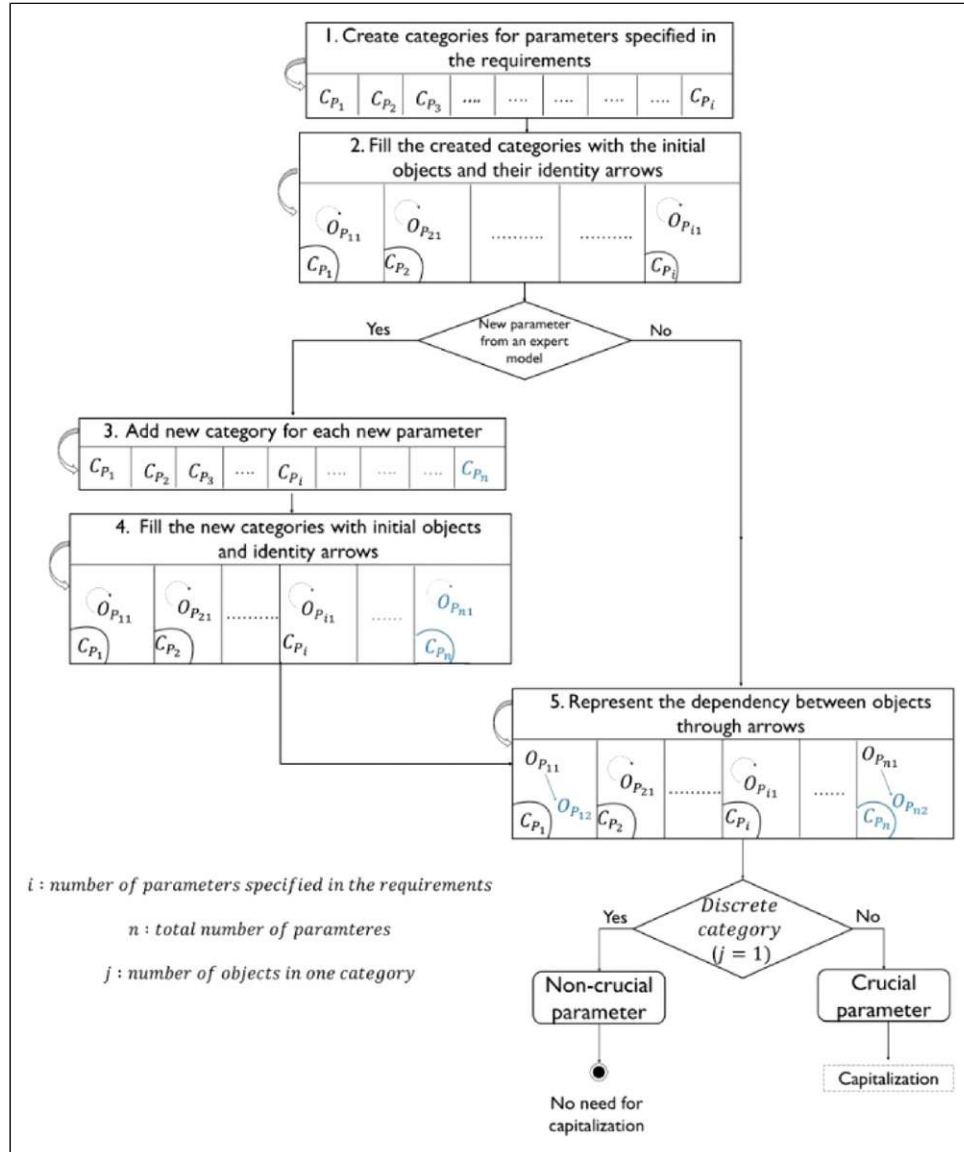 1. Create categories for parameters specified in
the requirements
C_{P_1} C_{P_2} C_{P_3} .... .... .... .... .... C_{P_i}
2. Fill the created categories with the initial
objects and their identity arrows
O_{P_{11}} O_{P_{21}} .......... .......... O_{P_{i1}}
C_{P_1} C_{P_2} C_{P_i}
Yes
New parameter
from an expert
model
No
3. Add new category for each new parameter
C_{P_1} C_{P_2} C_{P_3} .... C_{P_i} .... .... .... C_{P_n}
4. Fill the new categories with initial objects
and identity arrows
O_{P_{11}} O_{P_{21}} .......... O_{P_{i1}} ...... O_{P_{n1}}
C_{P_1} C_{P_2} C_{P_i} C_{P_n}
5. Represent the dependency between objects
through arrows
O_{P_{11}} O_{P_{21}} .......... O_{P_{i1}} ...... O_{P_{n1}}
O_{P_{12}} O_{P_{n2}}
C_{P_1} C_{P_2} C_{P_i} C_{P_n}
i : number of parameters specified in the requirements
n : total number of paramteres
j : number of objects in one category
Yes
Discrete
category
(j = 1)
No
Non-crucial
parameter
Crucial
parameter
Capitalization
No need for
capitalization